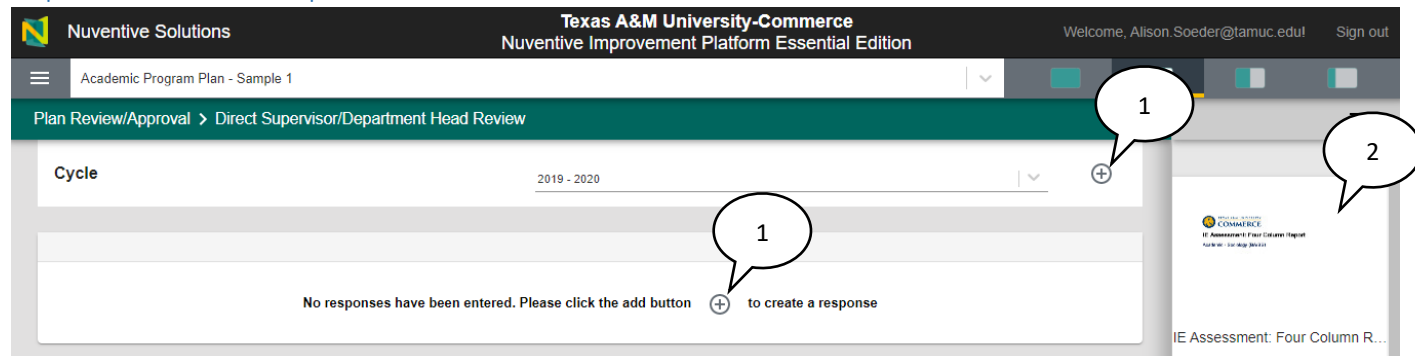 Nuventive Solutions
Texas A&M University-Commerce
Nuventive Improvement Platform Essential Edition
Welcome, Alison.Soeder@tamuc.edu!
Sign out
Academic Program Plan - Sample 1
1
Plan Review/Approval > Direct Supervisor/Department Head Review
2
Cycle
2019 - 2020
1
COMMERCE
IE Assessment: Four Column Report
No responses have been entered. Please click the add button
to create a response
IE Assessment: Four Column R...